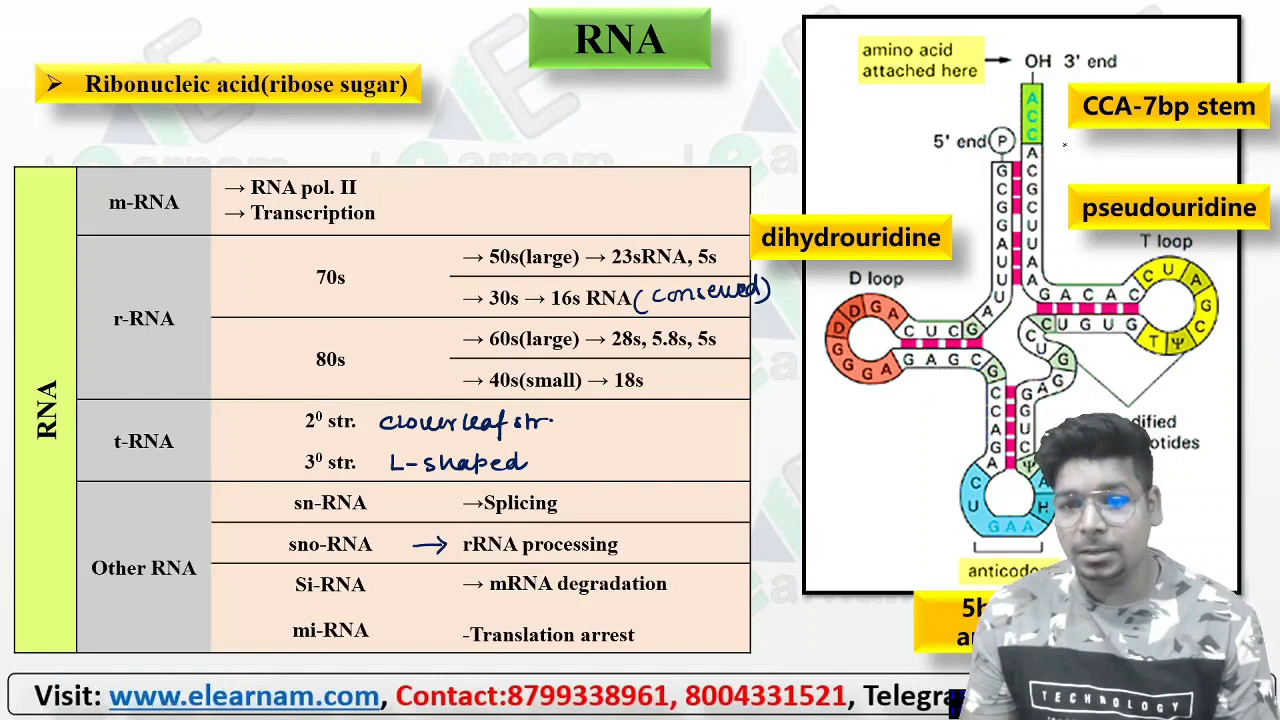 RNA
➢ Ribonucleic acid(ribose sugar)
RNA
m-RNA
→ RNA pol. II
→ Transcription
r-RNA
70s
→ 50s(large) → 23sRNA, 5s
→ 30s → 16s RNA (conserved)
80s
→ 60s(large) → 28s, 5.8s, 5s
→ 40s(small) → 18s
t-RNA
2⁰ str. cloverleaf str.
3⁰ str. L-shaped
Other RNA
sn-RNA →Splicing
sno-RNA → rRNA processing
Si-RNA → mRNA degradation
mi-RNA -Translation arrest
amino acid
attached here
OH 3' end
A
C
C
CCA-7bp stem
5' end P
A
C
G
C
U
U
A
A
G
C
G
G
A
U
U
U
A
pseudouridine
dihydrouridine
T loop
D loop
G A C A C
C U A G C Ψ T
C U G U G
D D G A
G G G A
C U C G
G A G C G
C U
G
A
G
C
C
A
G
A
G
G
U
C
Ψ
A
C
U
G A A
H
anticodo
Visit: www.elearnam.com, Contact:8799338961, 8004331521, Telegra
TECHNOLOGY